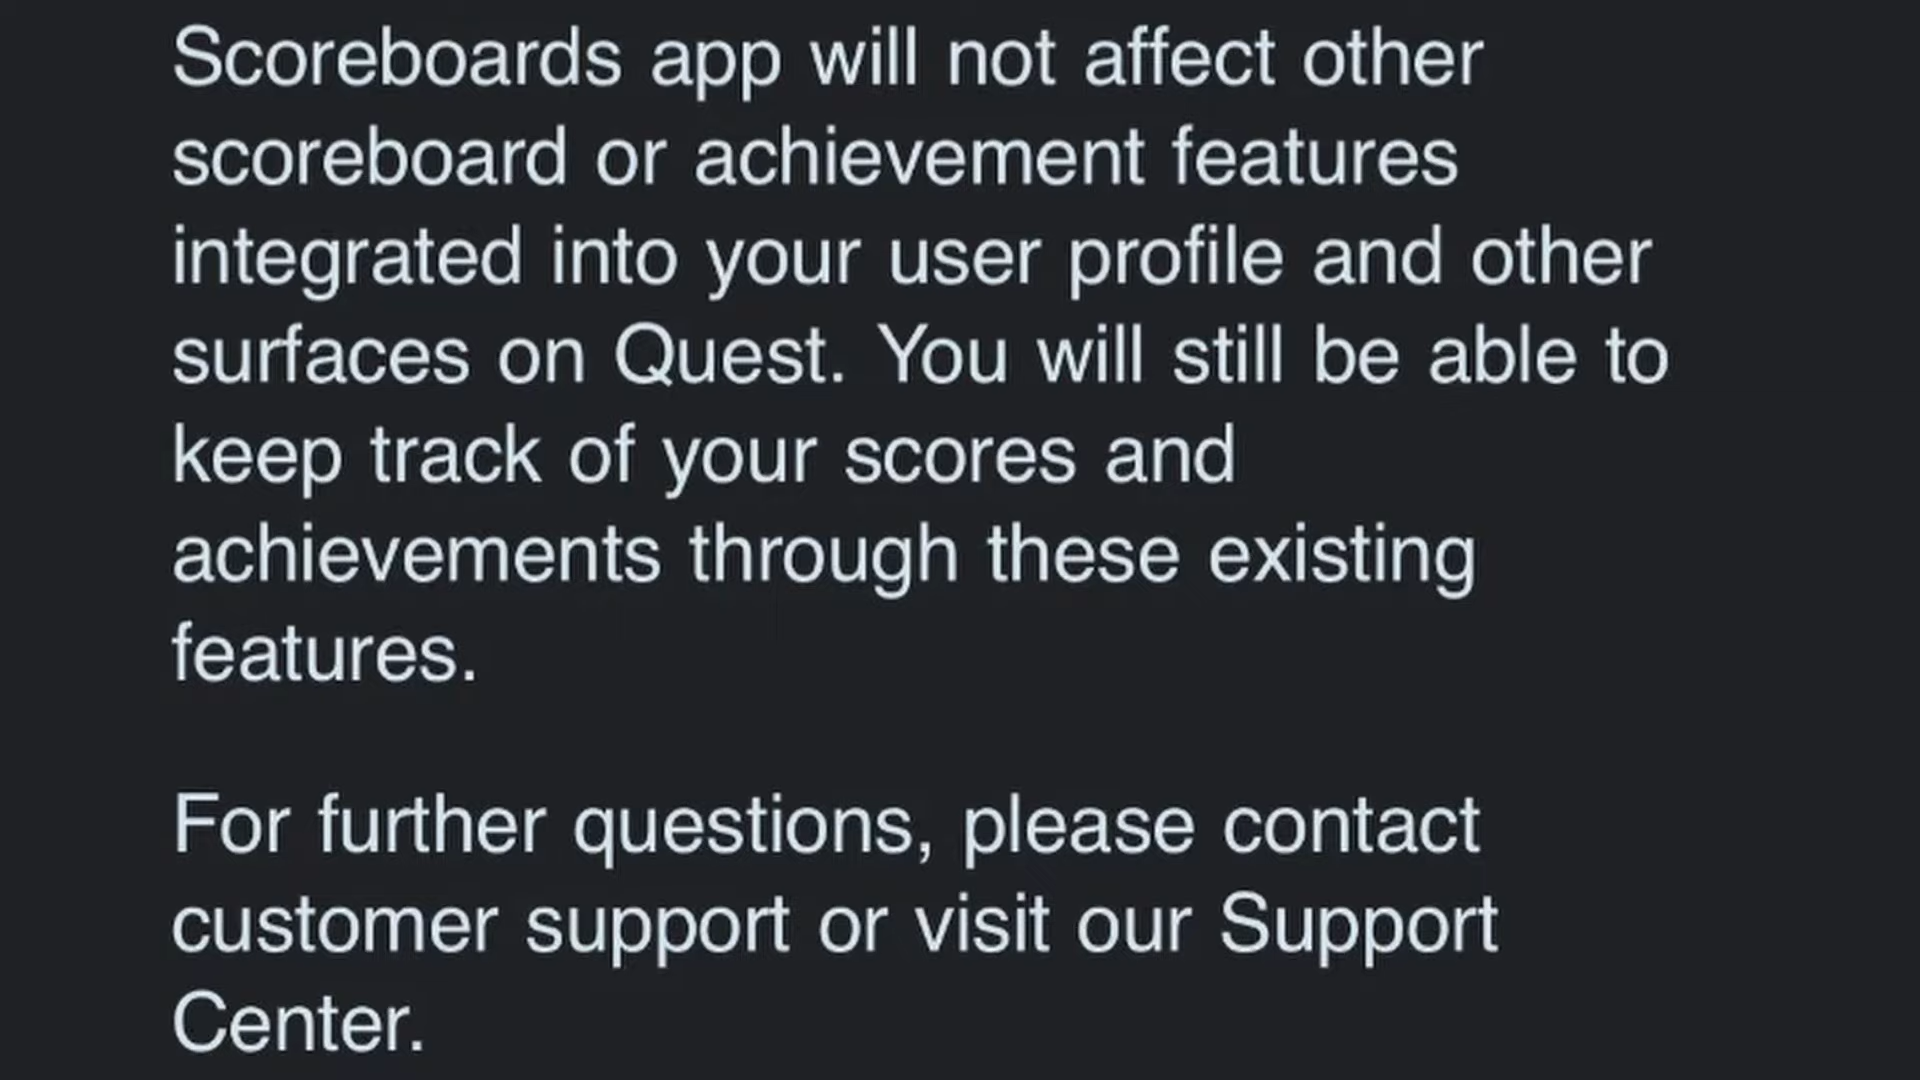 Scoreboards app will not affect other
scoreboard or achievement features
integrated into your user profile and other
surfaces on Quest. You will still be able to
keep track of your scores and
achievements through these existing
features.
For further questions, please contact
customer support or visit our Support
Center.